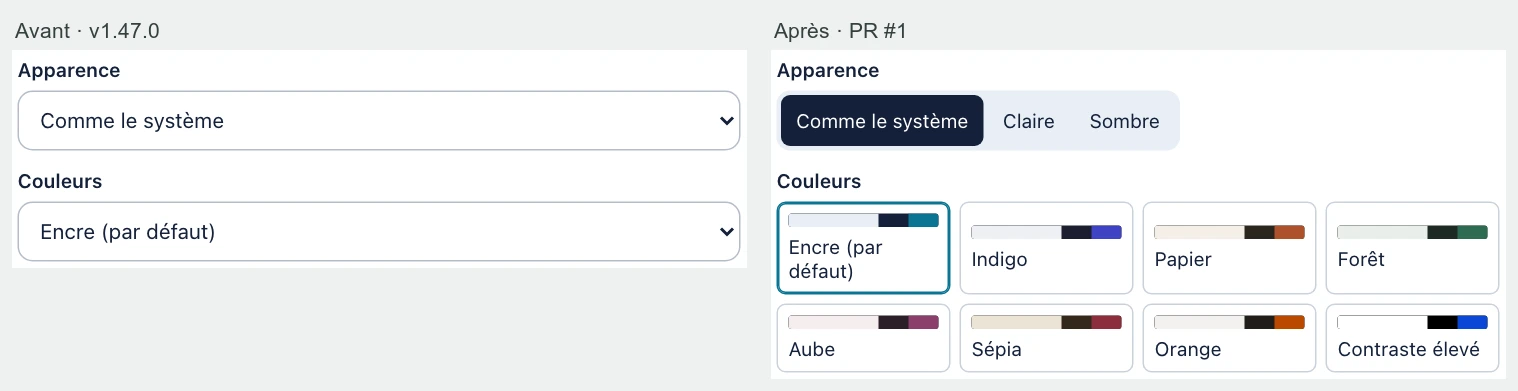 Avant · v1.47.0
Apparence
Comme le système
Couleurs
Encre (par défaut)
Après · PR #1
Apparence
Comme le système
Claire
Sombre
Couleurs
Encre (par
défaut)
Indigo
Papier
Forêt
Aube
Sépia
Orange
Contraste élevé